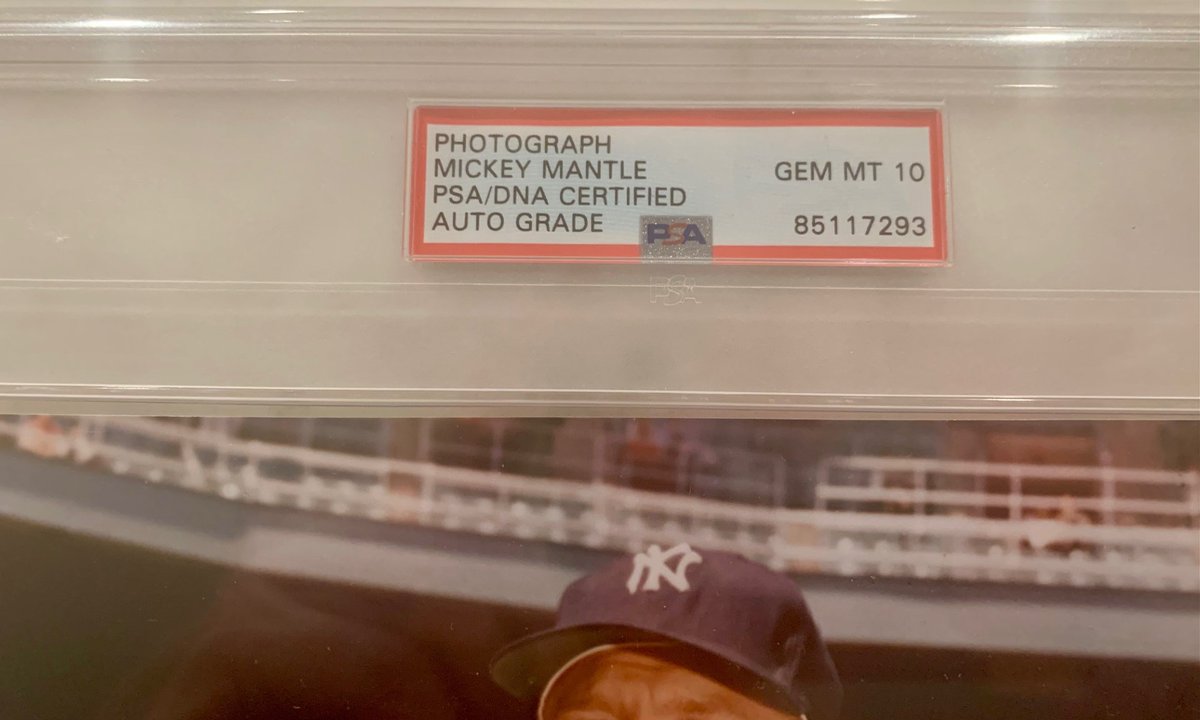 PHOTOGRAPH
MICKEY MANTLE
GEM MT 10
PSA/DNA CERTIFIED
AUTO GRADE
PSA
85117293
PSA
NY